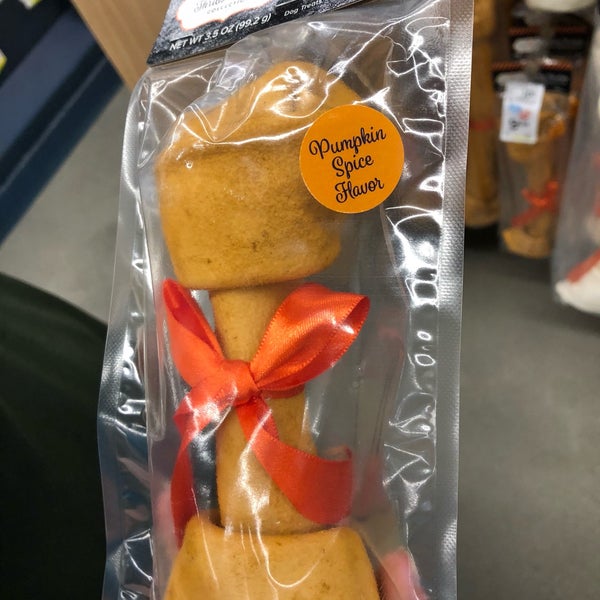 NET WT 3.5 OZ (99.2 g)
Dog Treats
Pumpkin
Spice
Flavor